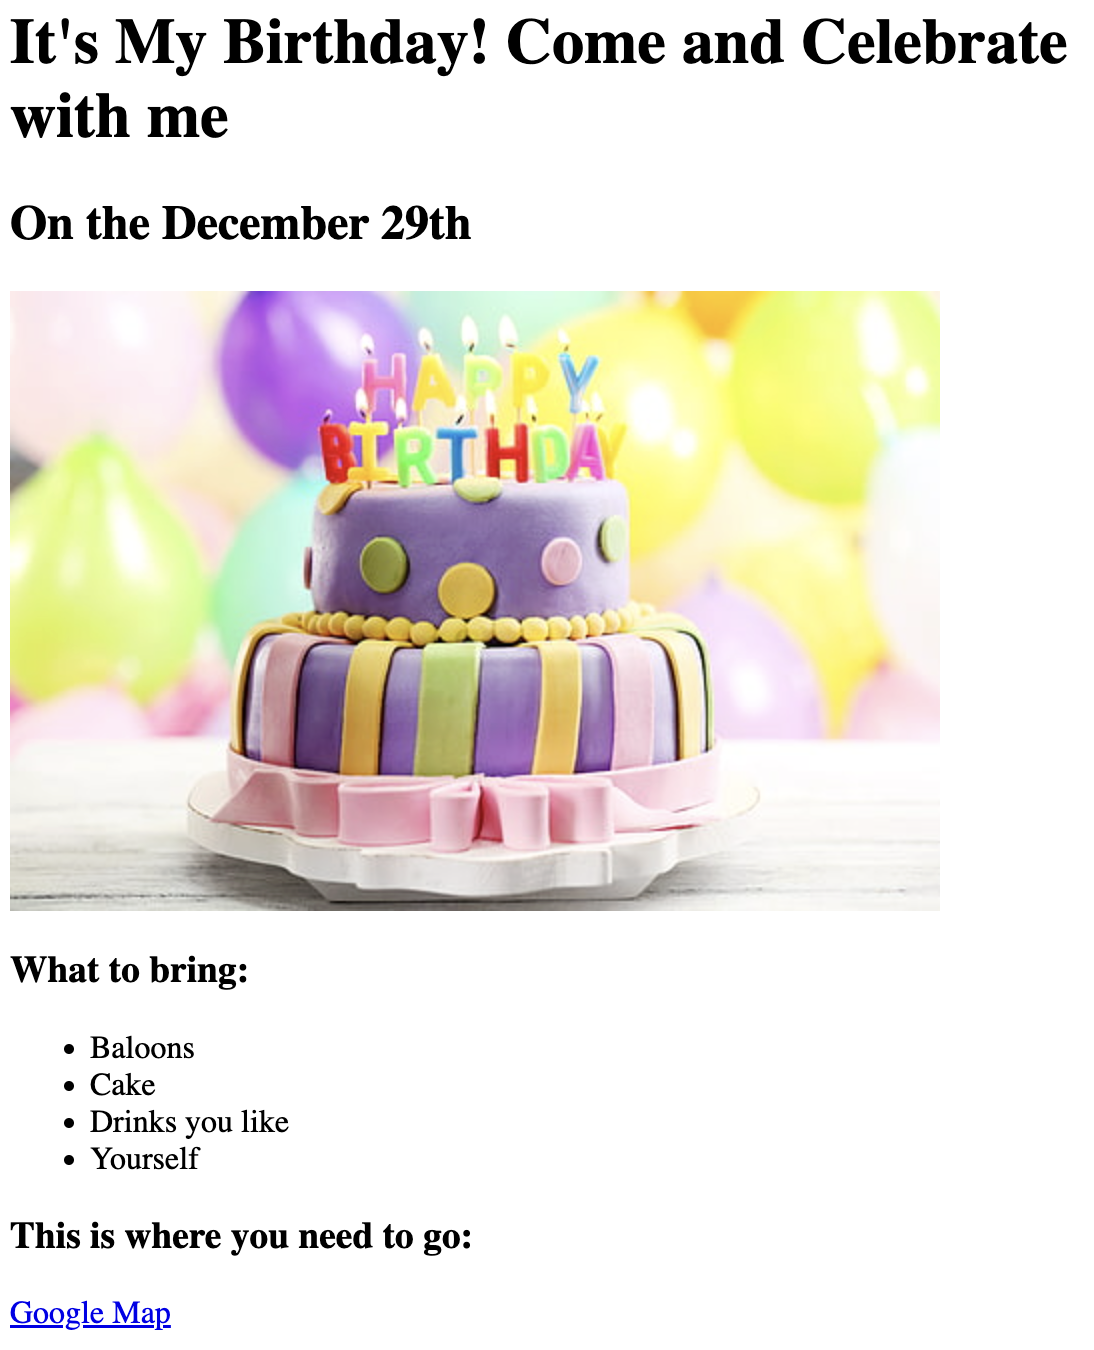 It's My Birthday! Come and Celebrate
with me
On the December 29th
HAPPY
BIRTHDAY
What to bring:
Baloons
Cake
Drinks you like
Yourself
This is where you need to go:
Google Map